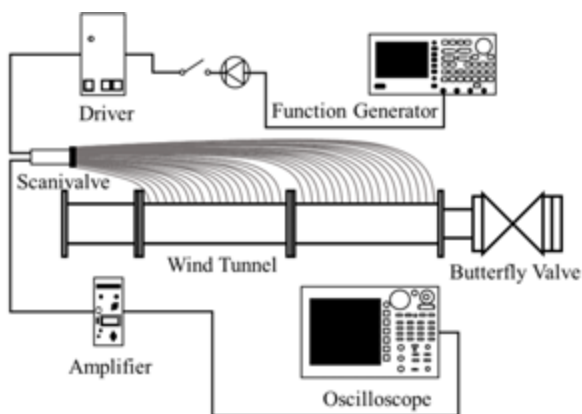 Driver
Function Generator
Scanivalve
Wind Tunnel
Butterfly Valve
Amplifier
Oscilloscope